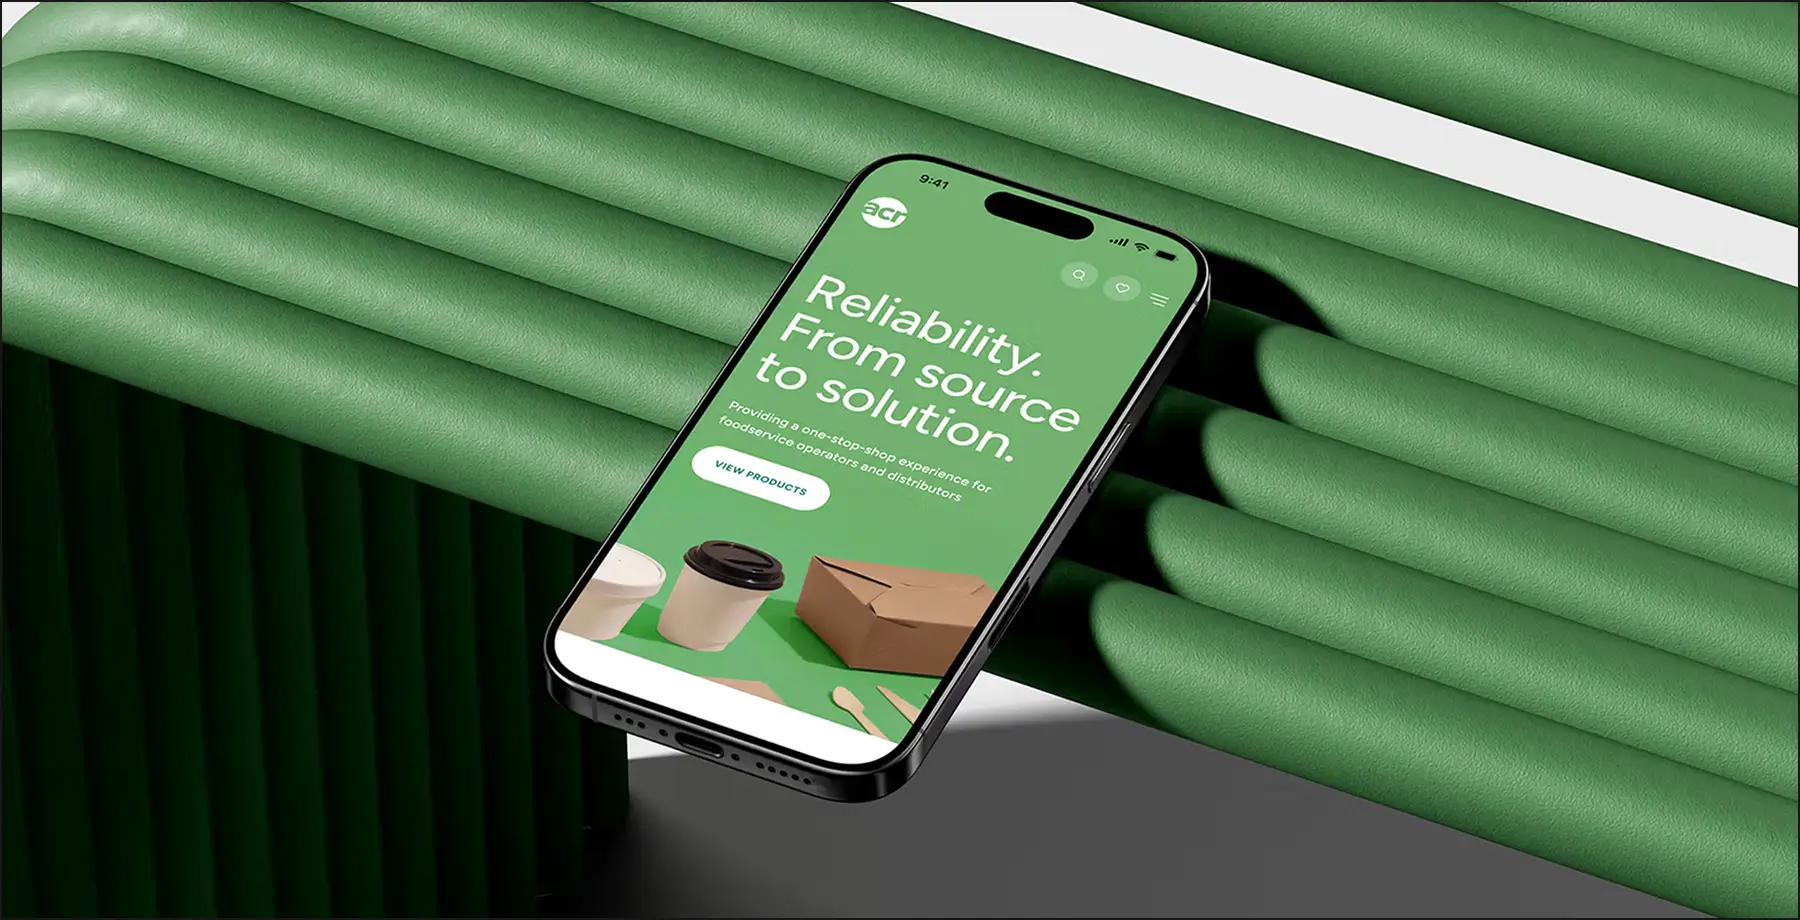 9:41
acr
Reliability.
From source
to solution.
Providing a one-stop-shop experience for
foodservice operators and distributors
VIEW PRODUCTS